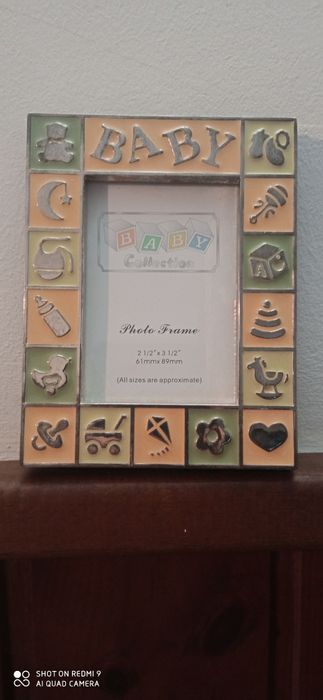 BABY
BABY
Collection
Photo Frame
2 1/2" x 3 1/2"
61mm x 89mm
(All sizes are approximate)
A
SHOT ON REDMI 9
AI QUAD CAMERA